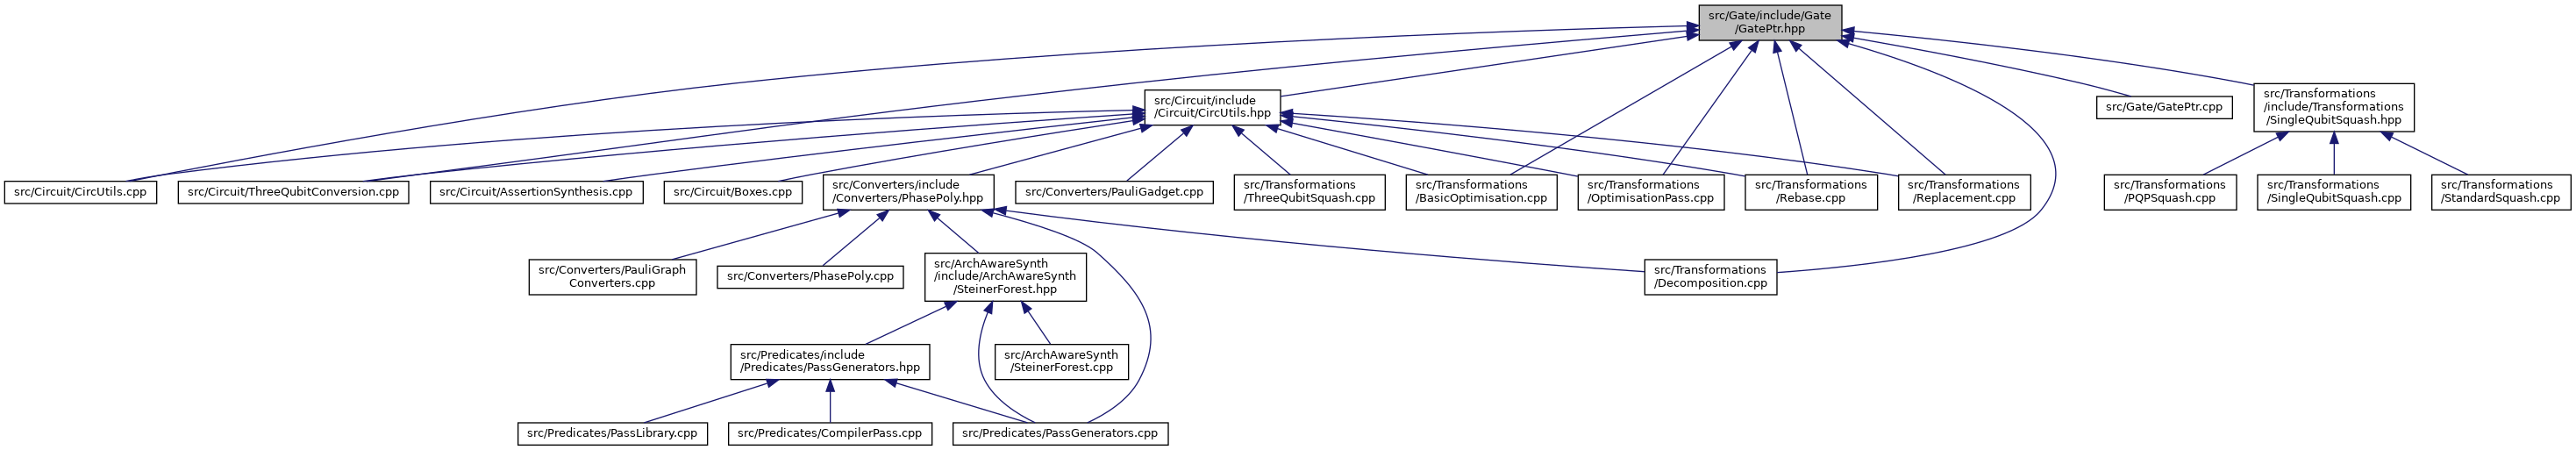 src/Gate/include/Gate
/GatePtr.hpp
src/Circuit/include
/Circuit/CircUtils.hpp
src/Gate/GatePtr.cpp
src/Transformations
/include/Transformations
/SingleQubitSquash.hpp
src/Circuit/CircUtils.cpp
src/Circuit/ThreeQubitConversion.cpp
src/Circuit/AssertionSynthesis.cpp
src/Circuit/Boxes.cpp
src/Converters/include
/Converters/PhasePoly.hpp
src/Converters/PauliGadget.cpp
src/Transformations
/ThreeQubitSquash.cpp
src/Transformations
/BasicOptimisation.cpp
src/Transformations
/OptimisationPass.cpp
src/Transformations
/Rebase.cpp
src/Transformations
/Replacement.cpp
src/Transformations
/PQPSquash.cpp
src/Transformations
/SingleQubitSquash.cpp
src/Transformations
/StandardSquash.cpp
src/Converters/PauliGraph
Converters.cpp
src/Converters/PhasePoly.cpp
src/ArchAwareSynth
/include/ArchAwareSynth
/SteinerForest.hpp
src/Transformations
/Decomposition.cpp
src/Predicates/include
/Predicates/PassGenerators.hpp
src/ArchAwareSynth
/SteinerForest.cpp
src/Predicates/PassLibrary.cpp
src/Predicates/CompilerPass.cpp
src/Predicates/PassGenerators.cpp